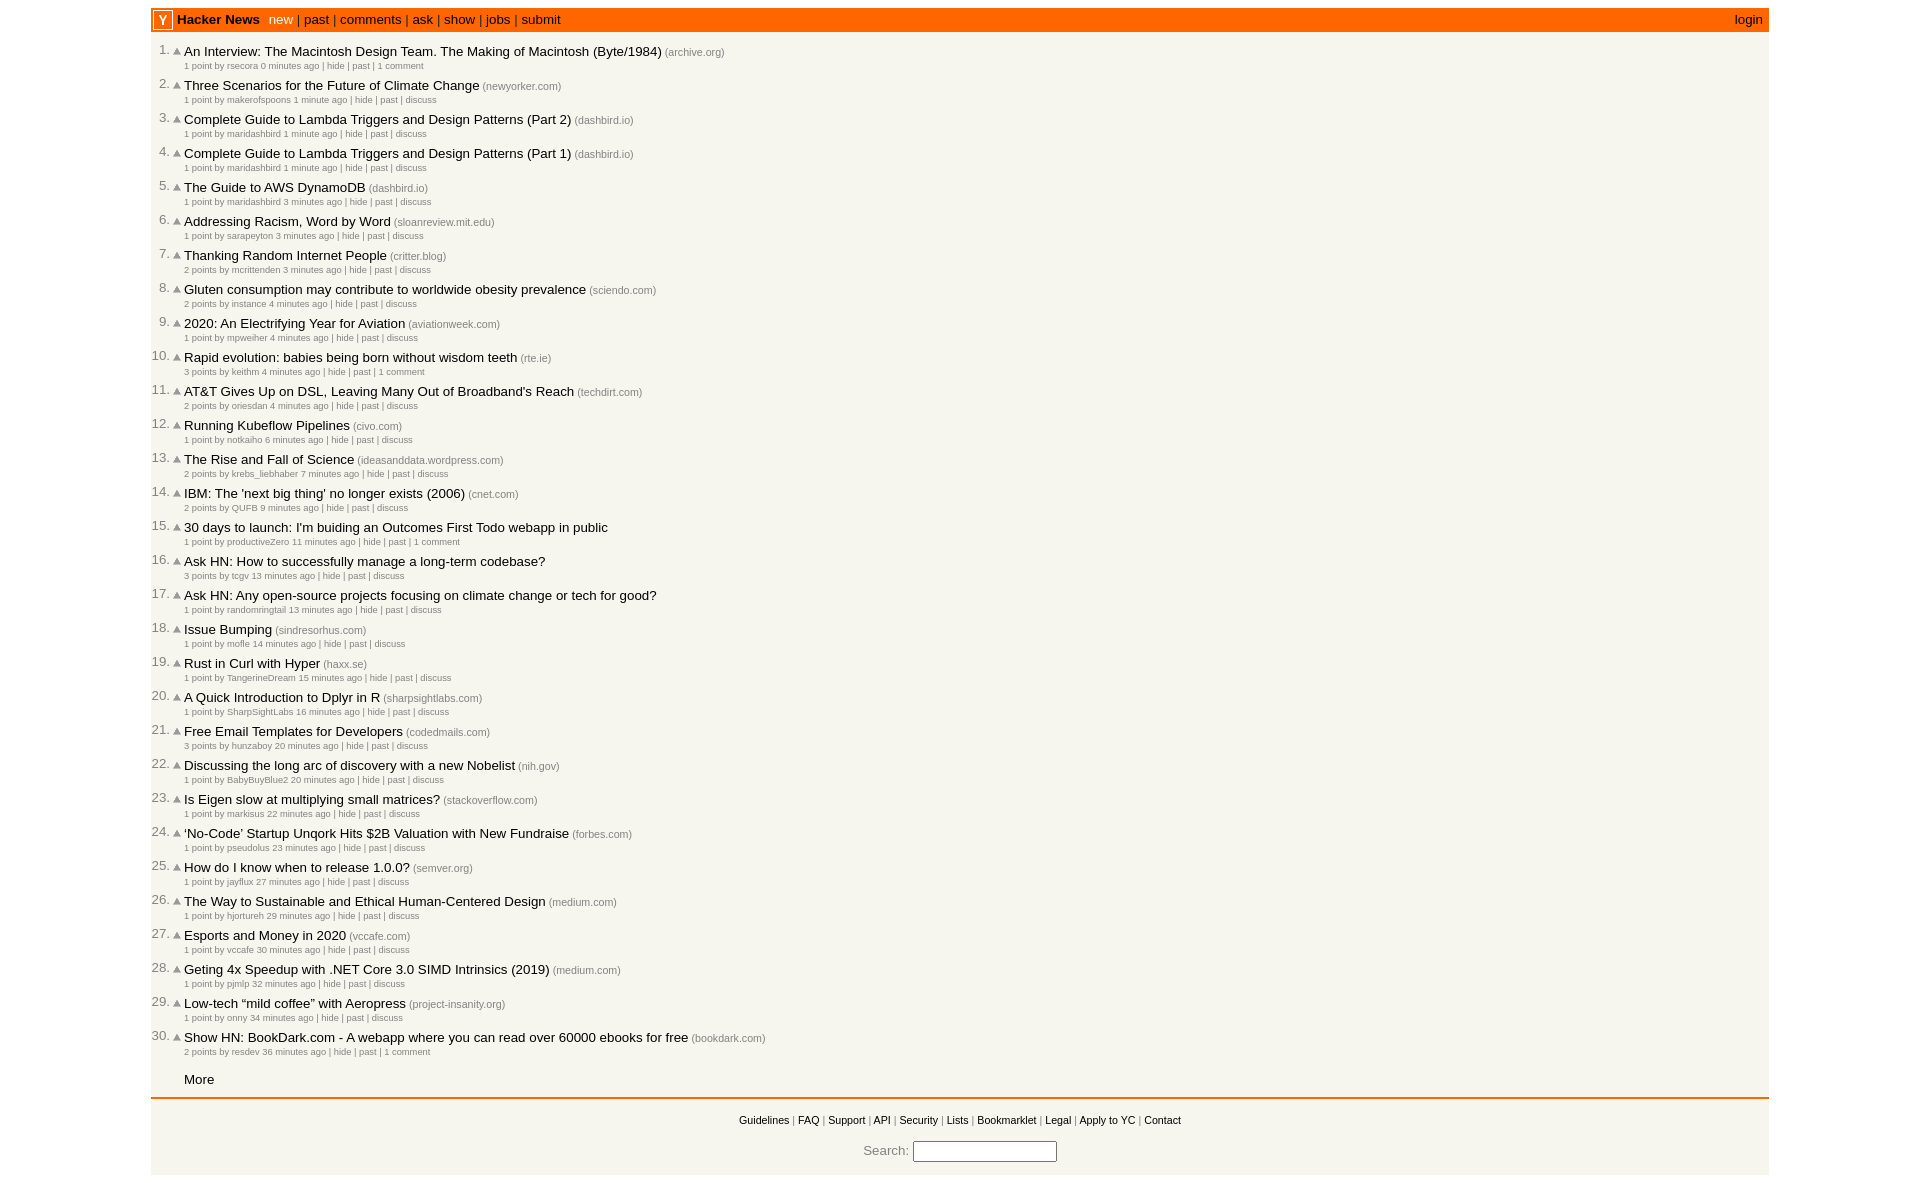 Y Hacker News new | past | comments | ask | show | jobs | submit login
1. ▲ An Interview: The Macintosh Design Team. The Making of Macintosh (Byte/1984) (archive.org)
1 point by rsecora 0 minutes ago | hide | past | 1 comment
2. ▲ Three Scenarios for the Future of Climate Change (newyorker.com)
1 point by makerofspoons 1 minute ago | hide | past | discuss
3. ▲ Complete Guide to Lambda Triggers and Design Patterns (Part 2) (dashbird.io)
1 point by maridashbird 1 minute ago | hide | past | discuss
4. ▲ Complete Guide to Lambda Triggers and Design Patterns (Part 1) (dashbird.io)
1 point by maridashbird 1 minute ago | hide | past | discuss
5. ▲ The Guide to AWS DynamoDB (dashbird.io)
1 point by maridashbird 3 minutes ago | hide | past | discuss
6. ▲ Addressing Racism, Word by Word (sloanreview.mit.edu)
1 point by sarapeyton 3 minutes ago | hide | past | discuss
7. ▲ Thanking Random Internet People (critter.blog)
2 points by mcrittenden 3 minutes ago | hide | past | discuss
8. ▲ Gluten consumption may contribute to worldwide obesity prevalence (sciendo.com)
2 points by instance 4 minutes ago | hide | past | discuss
9. ▲ 2020: An Electrifying Year for Aviation (aviationweek.com)
1 point by mpweiher 4 minutes ago | hide | past | discuss
10. ▲ Rapid evolution: babies being born without wisdom teeth (rte.ie)
3 points by keithm 4 minutes ago | hide | past | 1 comment
11. ▲ AT&T Gives Up on DSL, Leaving Many Out of Broadband's Reach (techdirt.com)
2 points by oriesdan 4 minutes ago | hide | past | discuss
12. ▲ Running Kubeflow Pipelines (civo.com)
1 point by notkaiho 6 minutes ago | hide | past | discuss
13. ▲ The Rise and Fall of Science (ideasanddata.wordpress.com)
2 points by krebs_liebhaber 7 minutes ago | hide | past | discuss
14. ▲ IBM: The 'next big thing' no longer exists (2006) (cnet.com)
2 points by QUFB 9 minutes ago | hide | past | discuss
15. ▲ 30 days to launch: I'm buiding an Outcomes First Todo webapp in public
1 point by productiveZero 11 minutes ago | hide | past | 1 comment
16. ▲ Ask HN: How to successfully manage a long-term codebase?
3 points by tcgv 13 minutes ago | hide | past | discuss
17. ▲ Ask HN: Any open-source projects focusing on climate change or tech for good?
1 point by randomringtail 13 minutes ago | hide | past | discuss
18. ▲ Issue Bumping (sindresorhus.com)
1 point by mofle 14 minutes ago | hide | past | discuss
19. ▲ Rust in Curl with Hyper (haxx.se)
1 point by TangerineDream 15 minutes ago | hide | past | discuss
20. ▲ A Quick Introduction to Dplyr in R (sharpsightlabs.com)
1 point by SharpSightLabs 16 minutes ago | hide | past | discuss
21. ▲ Free Email Templates for Developers (codedmails.com)
3 points by hunzaboy 20 minutes ago | hide | past | discuss
22. ▲ Discussing the long arc of discovery with a new Nobelist (nih.gov)
1 point by BabyBuyBlue2 20 minutes ago | hide | past | discuss
23. ▲ Is Eigen slow at multiplying small matrices? (stackoverflow.com)
1 point by markisus 22 minutes ago | hide | past | discuss
24. ▲ ‘No-Code’ Startup Unqork Hits $2B Valuation with New Fundraise (forbes.com)
1 point by pseudolus 23 minutes ago | hide | past | discuss
25. ▲ How do I know when to release 1.0.0? (semver.org)
1 point by jayflux 27 minutes ago | hide | past | discuss
26. ▲ The Way to Sustainable and Ethical Human-Centered Design (medium.com)
1 point by hjortureh 29 minutes ago | hide | past | discuss
27. ▲ Esports and Money in 2020 (vccafe.com)
1 point by vccafe 30 minutes ago | hide | past | discuss
28. ▲ Geting 4x Speedup with .NET Core 3.0 SIMD Intrinsics (2019) (medium.com)
1 point by pjmlp 32 minutes ago | hide | past | discuss
29. ▲ Low-tech “mild coffee” with Aeropress (project-insanity.org)
1 point by onny 34 minutes ago | hide | past | discuss
30. ▲ Show HN: BookDark.com - A webapp where you can read over 60000 ebooks for free (bookdark.com)
2 points by resdev 36 minutes ago | hide | past | 1 comment
More
Guidelines | FAQ | Support | API | Security | Lists | Bookmarklet | Legal | Apply to YC | Contact
Search: